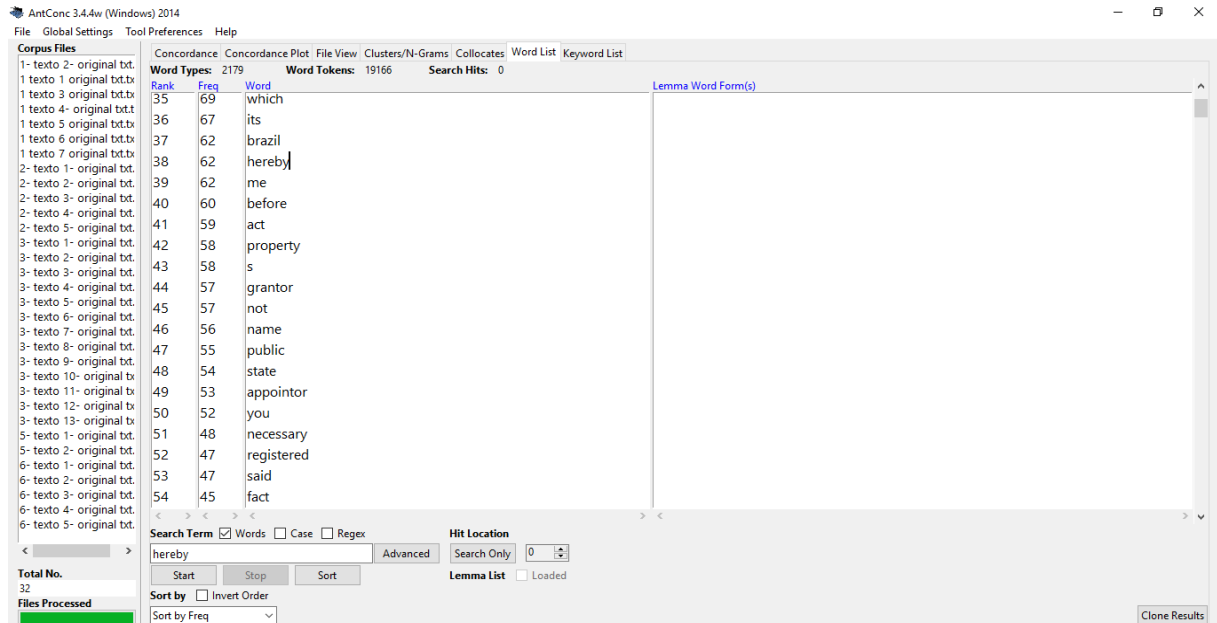 AntConc 3.4.4w (Windows) 2014
File Global Settings Tool Preferences Help
Corpus Files
1- texto 2- original txt.
1 texto 1 original txt.tx
1 texto 3 original txt.tx
1 texto 4- original txt.t
1 texto 5 original txt.tx
1 texto 6 original txt.tx
1 texto 7 original txt.tx
2- texto 1- original txt.
2- texto 2- original txt.
2- texto 3- original txt.
2- texto 4- original txt.
2- texto 5- original txt.
3- texto 1- original txt.
3- texto 2- original txt.
3- texto 3- original txt.
3- texto 4- original txt.
3- texto 5- original txt.
3- texto 6- original txt.
3- texto 7- original txt.
3- texto 8- original txt.
3- texto 9- original txt.
3- texto 10- original tx
3- texto 11- original tx
3- texto 12- original tx
3- texto 13- original tx
5- texto 1- original txt.
5- texto 2- original txt.
6- texto 1- original txt.
6- texto 2- original txt.
6- texto 3- original txt.
6- texto 4- original txt.
6- texto 5- original txt.
Total No.
32
Files Processed
Concordance Concordance Plot File View Clusters/N-Grams Collocates Word List Keyword List
Word Types: 2179 Word Tokens: 19166 Search Hits: 0
Rank Freq Word Lemma Word Form(s)
35 69 which
36 67 its
37 62 brazil
38 62 hereby
39 62 me
40 60 before
41 59 act
42 58 property
43 58 s
44 57 grantor
45 57 not
46 56 name
47 55 public
48 54 state
49 53 appointor
50 52 you
51 48 necessary
52 47 registered
53 47 said
54 45 fact
Search Term Words Case Regex Hit Location
hereby Advanced Search Only 0
Start Stop Sort Lemma List Loaded
Sort by Invert Order
Sort by Freq Clone Results